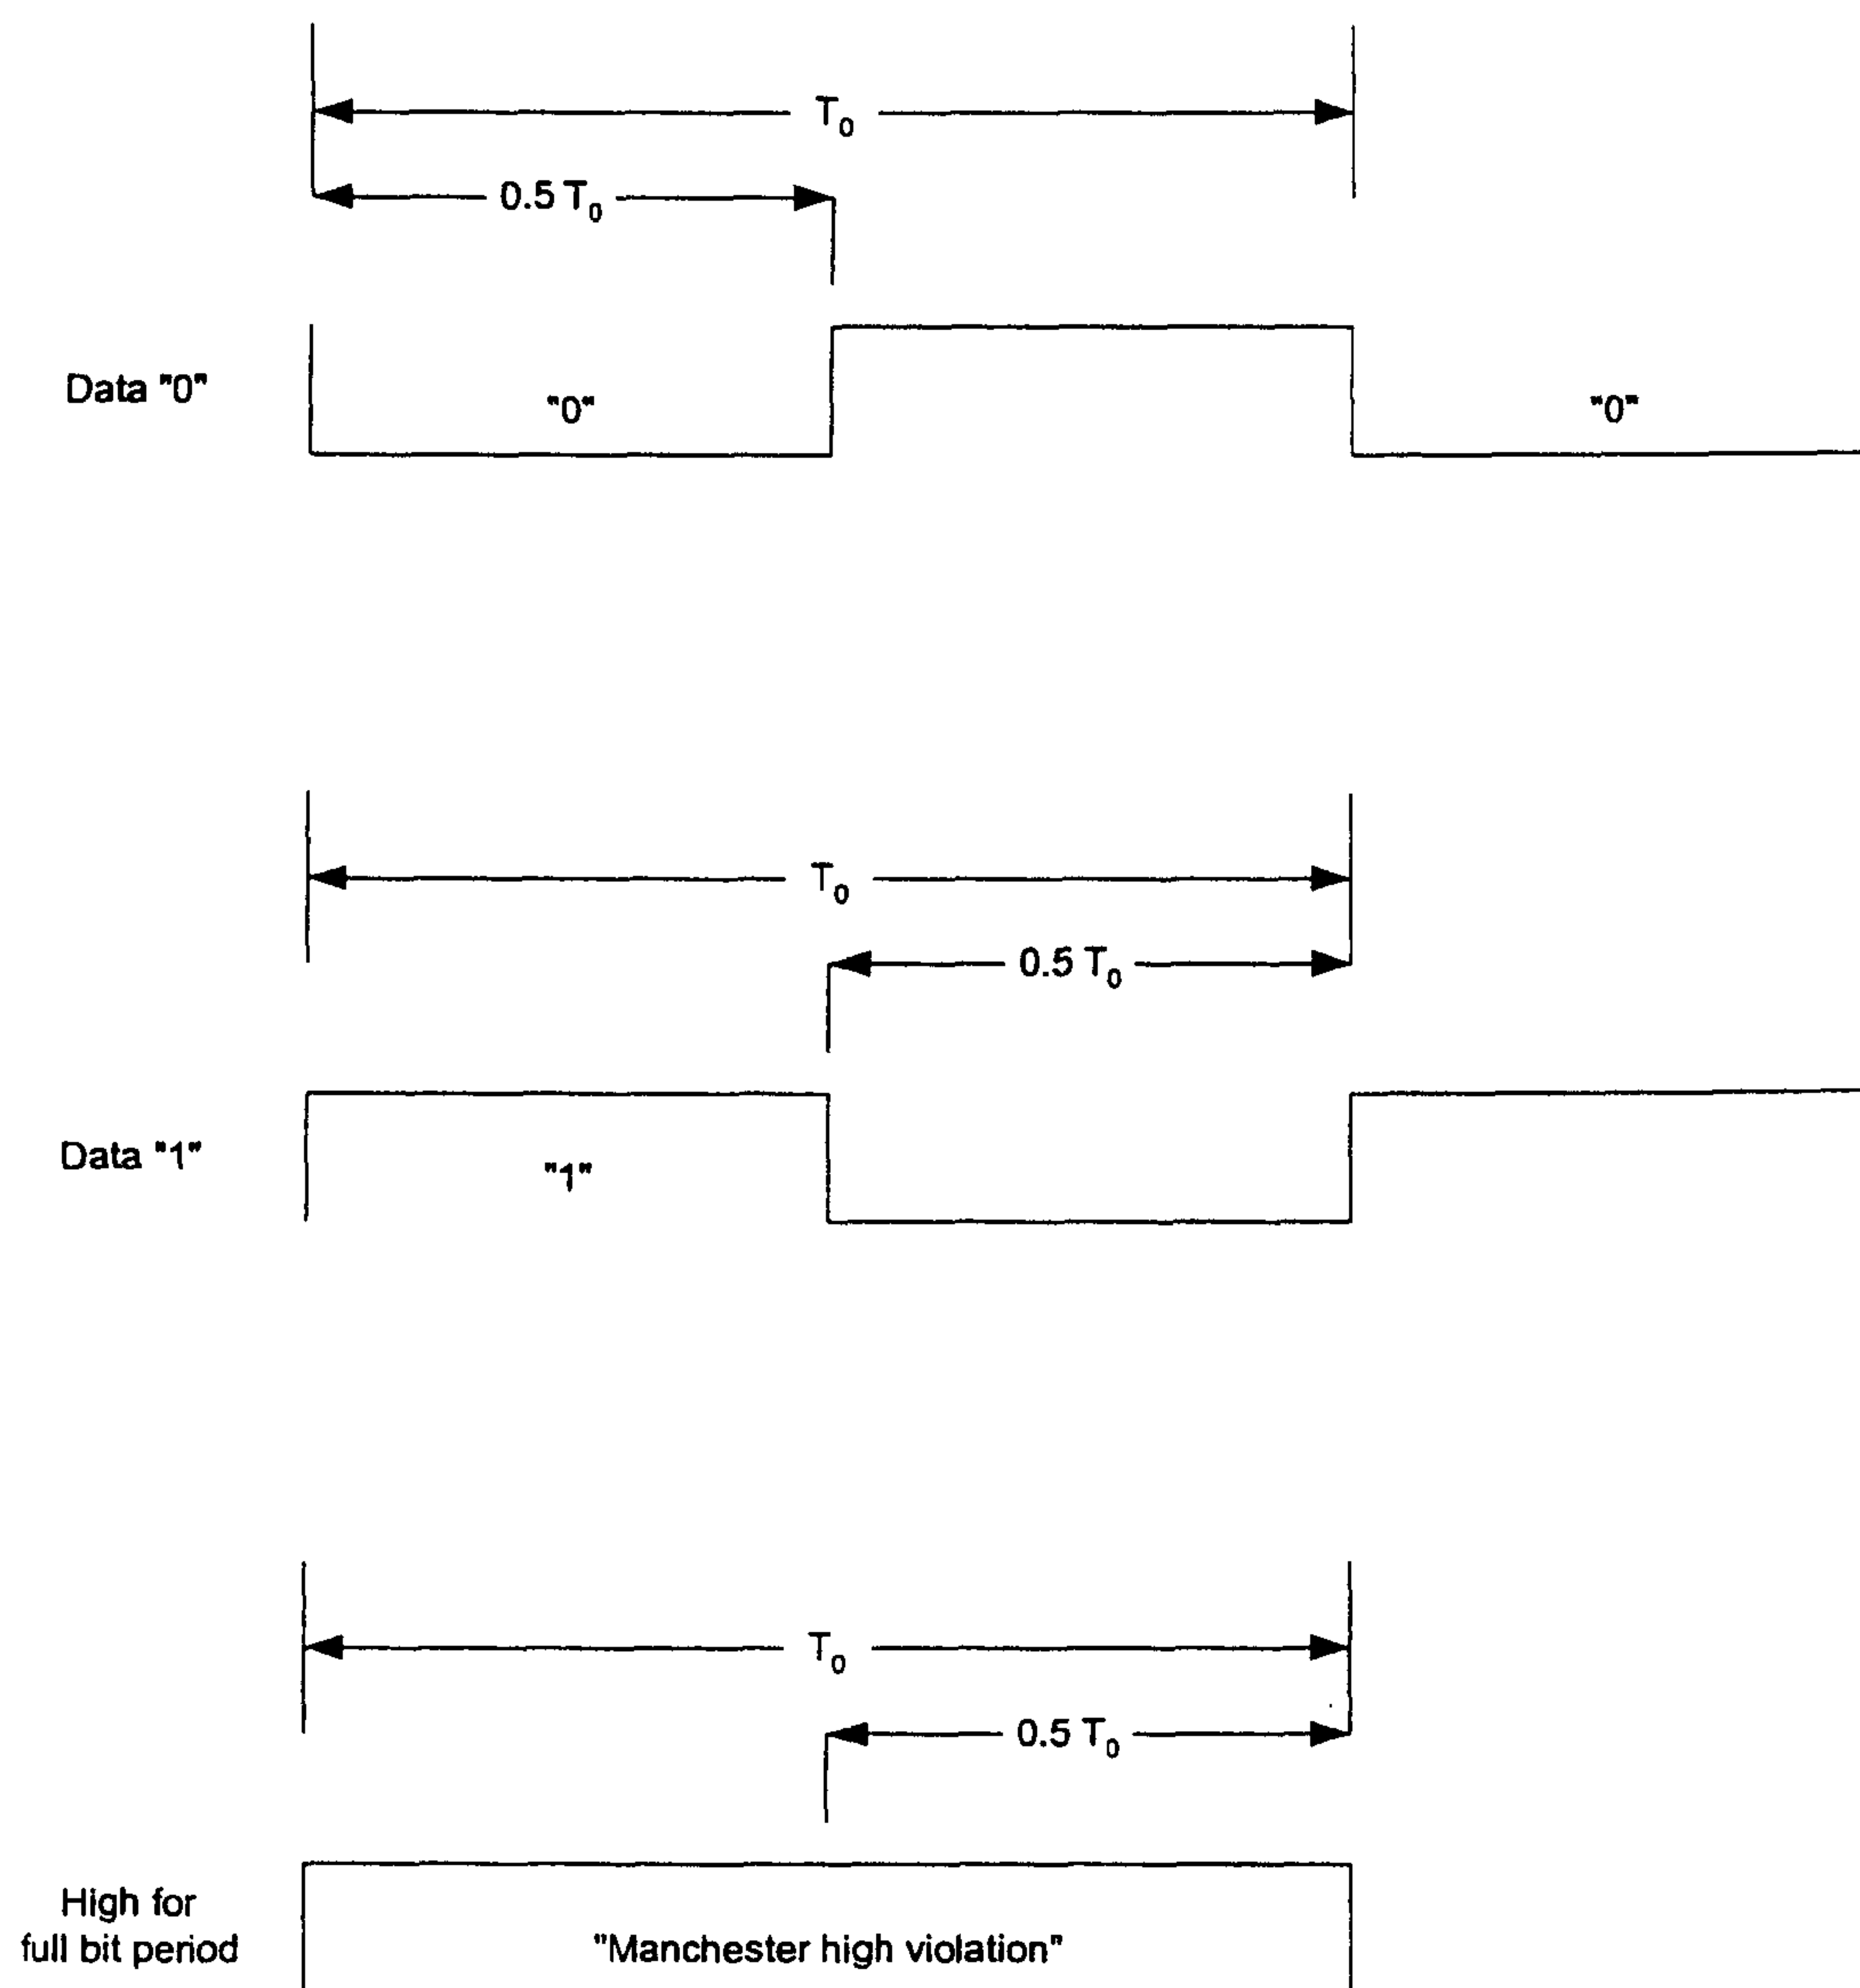 T₀
0.5 T₀
Data "0"
"0"
"0"
T₀
0.5 T₀
Data "1"
"1"
T₀
0.5 T₀
High for
full bit period
"Manchester high violation"